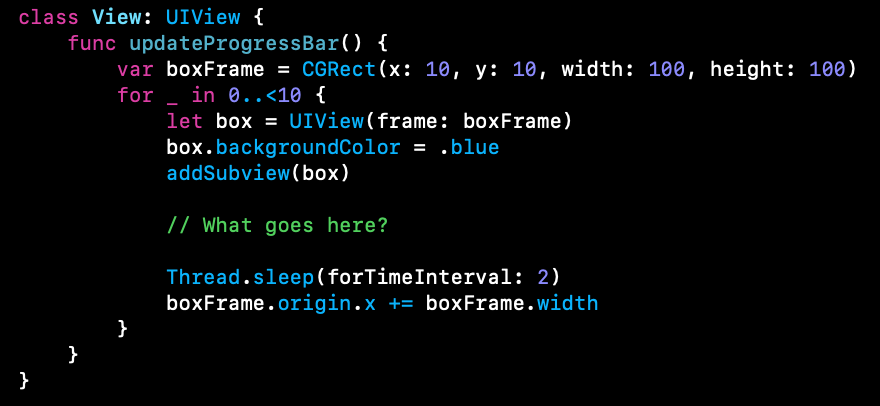 class View: UIView {
    func updateProgressBar() {
        var boxFrame = CGRect(x: 10, y: 10, width: 100, height: 100)
        for _ in 0..<10 {
            let box = UIView(frame: boxFrame)
            box.backgroundColor = .blue
            addSubview(box)

            // What goes here?

            Thread.sleep(forTimeInterval: 2)
            boxFrame.origin.x += boxFrame.width
        }
    }
}